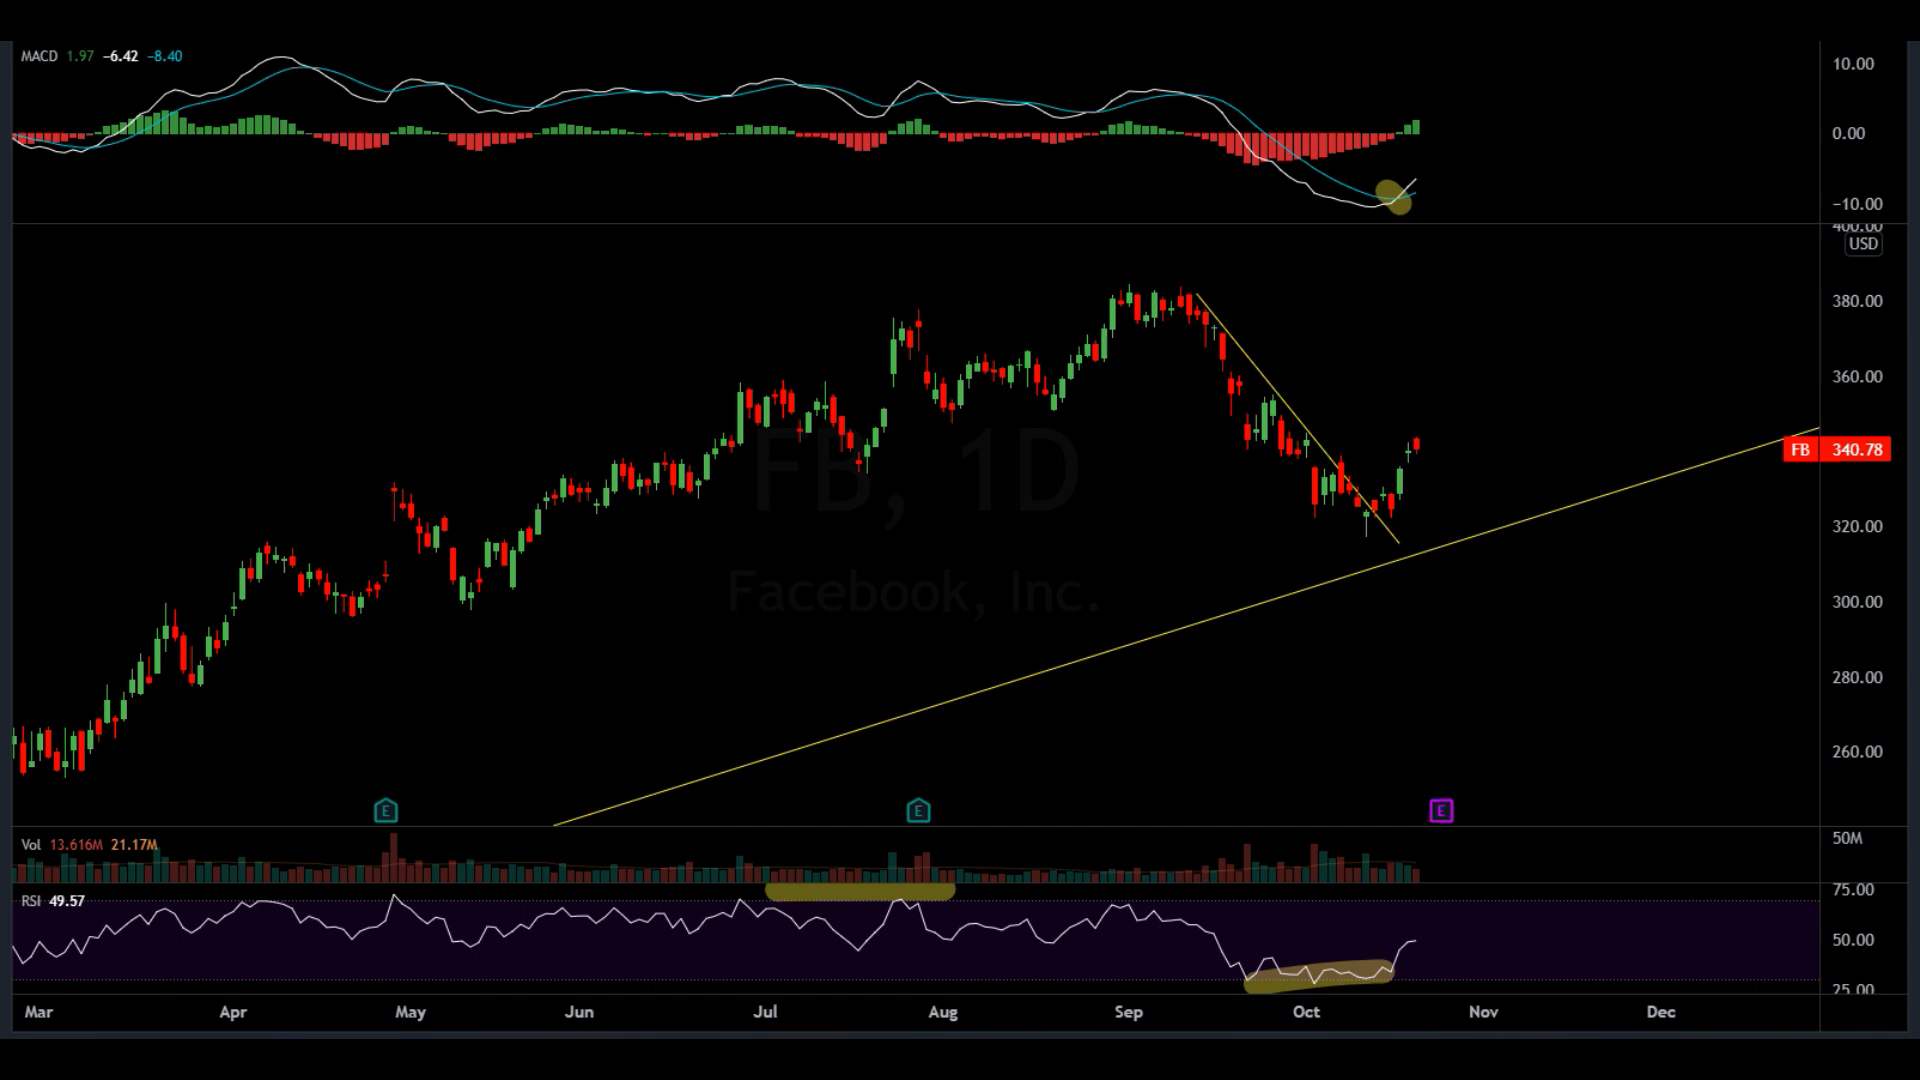 MACD 1.97 −6.42 −8.40
10.00
0.00
−10.00
400.00
USD
380.00
360.00
FB 340.78
FB, 1D
320.00
Facebook, Inc.
300.00
280.00
260.00
E E E
Vol 13.616M 21.17M
50M
75.00
RSI 49.57
50.00
25.00
Mar Apr May Jun Jul Aug Sep Oct Nov Dec